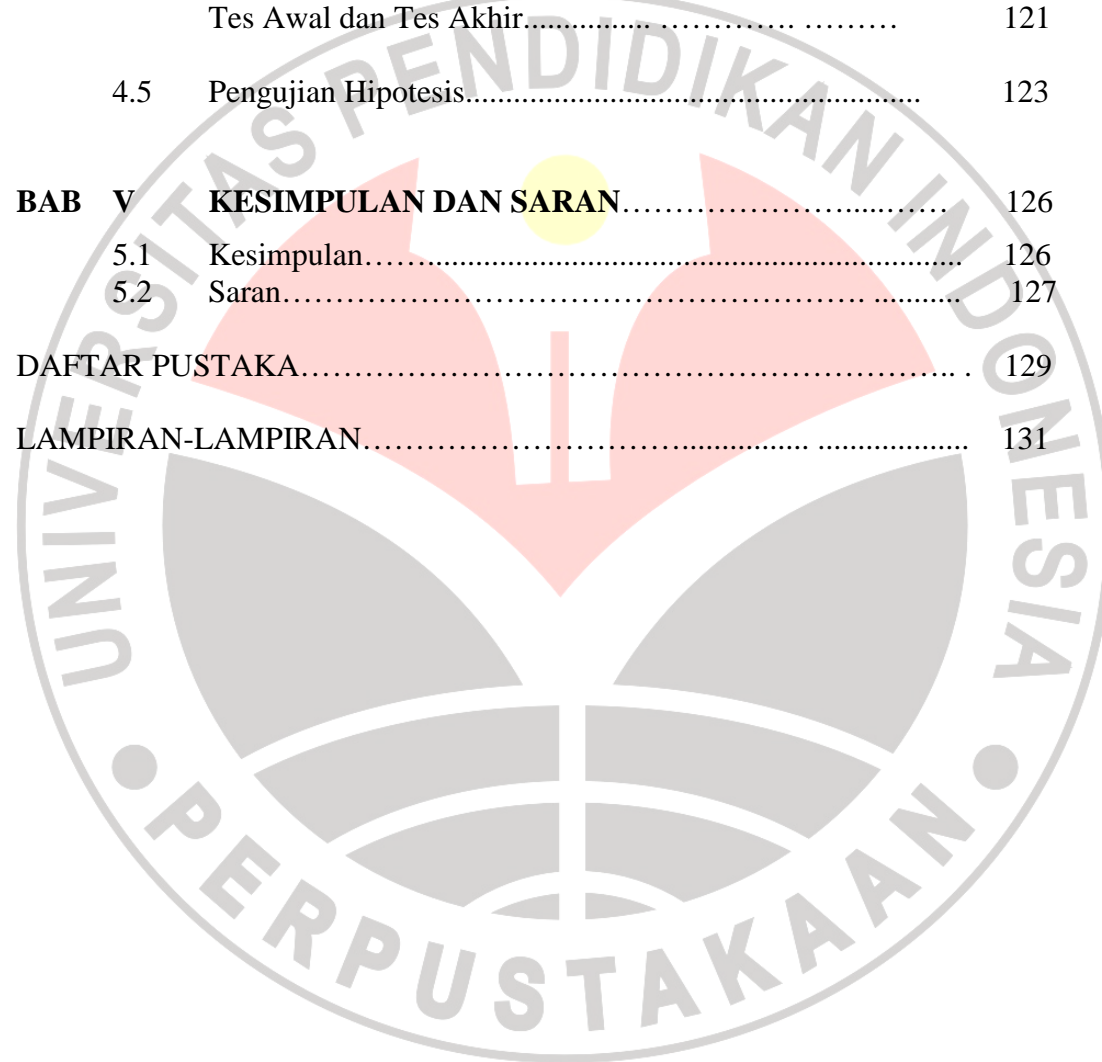 Tes Awal dan Tes Akhir............... …………. ……… 121
4.5 Pengujian Hipotesis................................................... 123
BAB V KESIMPULAN DAN SARAN…………………......…… 126
5.1 Kesimpulan……............................................................ 126
5.2 Saran………………………………………………… ........... 127
DAFTAR PUSTAKA…………………………………………………….. . 129
LAMPIRAN-LAMPIRAN…………………………............... ................... 131
UNIVERSITAS PENDIDIKAN INDONESIA
PERPUSTAKAAN